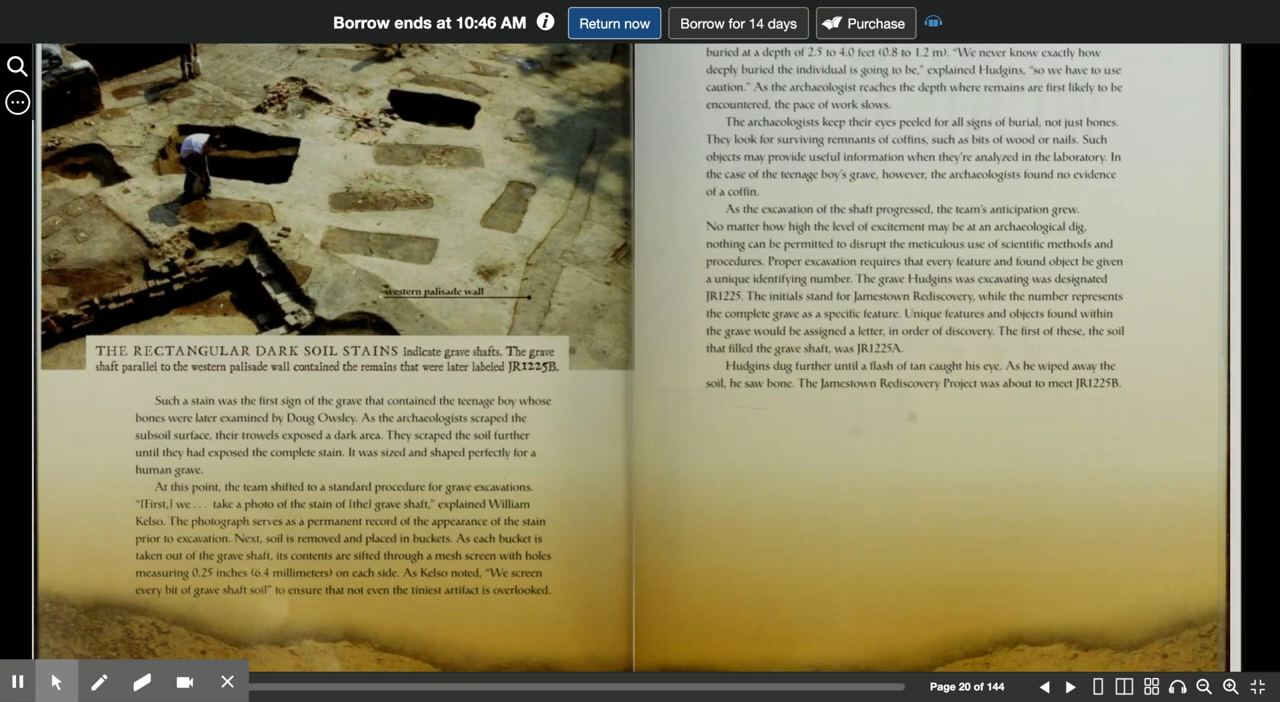 Borrow ends at 10:46 AM
Return now
Borrow for 14 days
Purchase
western palisade wall
THE RECTANGULAR DARK SOIL STAINS indicate grave shafts. The grave
shaft parallel to the western palisade wall contained the remains that were later labeled JR1225B.
Such a stain was the first sign of the grave that contained the teenage boy whose
bones were later examined by Doug Owsley. As the archaeologists scraped the
subsoil surface, their trowels exposed a dark area. They scraped the soil further
until they had exposed the complete stain. It was sized and shaped perfectly for a
human grave.
At this point, the team shifted to a standard procedure for grave excavations.
“[First,] we . . . take a photo of the stain of [the] grave shaft,” explained William
Kelso. The photograph serves as a permanent record of the appearance of the stain
prior to excavation. Next, soil is removed and placed in buckets. As each bucket is
taken out of the grave shaft, its contents are sifted through a mesh screen with holes
measuring 0.25 inches (6.4 millimeters) on each side. As Kelso noted, “We screen
every bit of grave shaft soil” to ensure that not even the tiniest artifact is overlooked.
buried at a depth of 2.5 to 4.0 feet (0.8 to 1.2 m). “We never know exactly how
deeply buried the individual is going to be,” explained Hudgins, “so we have to use
caution.” As the archaeologist reaches the depth where remains are first likely to be
encountered, the pace of work slows.
The archaeologists keep their eyes peeled for all signs of burial, not just bones.
They look for surviving remnants of coffins, such as bits of wood or nails. Such
objects may provide useful information when they’re analyzed in the laboratory. In
the case of the teenage boy’s grave, however, the archaeologists found no evidence
of a coffin.
As the excavation of the shaft progressed, the team’s anticipation grew.
No matter how high the level of excitement may be at an archaeological dig,
nothing can be permitted to disrupt the meticulous use of scientific methods and
procedures. Proper excavation requires that every feature and found object be given
a unique identifying number. The grave Hudgins was excavating was designated
JR1225. The initials stand for Jamestown Rediscovery, while the number represents
the complete grave as a specific feature. Unique features and objects found within
the grave would be assigned a letter, in order of discovery. The first of these, the soil
that filled the grave shaft, was JR1225A.
Hudgins dug further until a flash of tan caught his eye. As he wiped away the
soil, he saw bone. The Jamestown Rediscovery Project was about to meet JR1225B.
Page 20 of 144